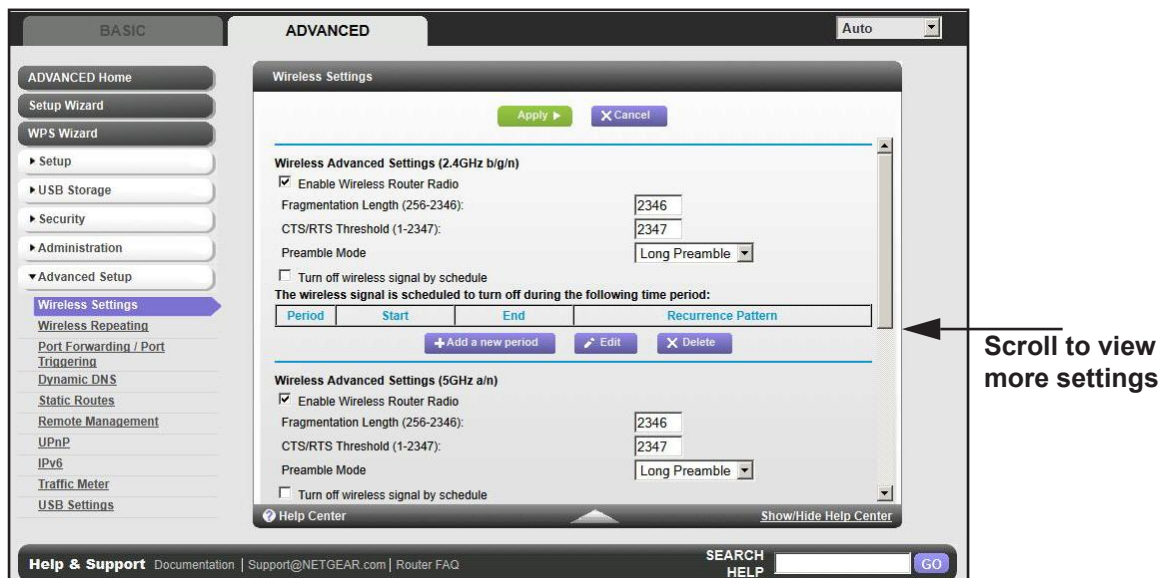 BASIC
ADVANCED
Auto
ADVANCED Home
Setup Wizard
WPS Wizard
Setup
USB Storage
Security
Administration
Advanced Setup
Wireless Settings
Wireless Repeating
Port Forwarding / Port
Triggering
Dynamic DNS
Static Routes
Remote Management
UPnP
IPv6
Traffic Meter
USB Settings
Wireless Settings
Apply
Cancel
Wireless Advanced Settings (2.4GHz b/g/n)
Enable Wireless Router Radio
Fragmentation Length (256-2346): 2346
CTS/RTS Threshold (1-2347): 2347
Preamble Mode Long Preamble
Turn off wireless signal by schedule
The wireless signal is scheduled to turn off during the following time period:
Period Start End Recurrence Pattern
Add a new period Edit Delete
Wireless Advanced Settings (5GHz a/n)
Enable Wireless Router Radio
Fragmentation Length (256-2346): 2346
CTS/RTS Threshold (1-2347): 2347
Preamble Mode Long Preamble
Turn off wireless signal by schedule
Help Center Show/Hide Help Center
Help & Support Documentation | Support@NETGEAR.com | Router FAQ
SEARCH
HELP
GO
Scroll to view
more settings